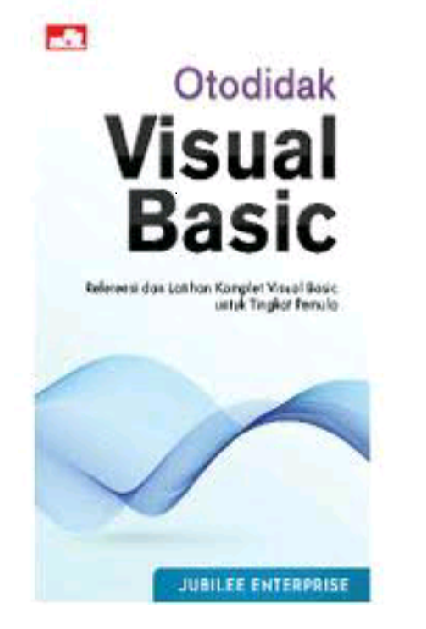 Otodidak
Visual
Basic
Referensi dan Latihan Komplet Visual Basic
untuk Tingkat Pemula
JUBILEE ENTERPRISE